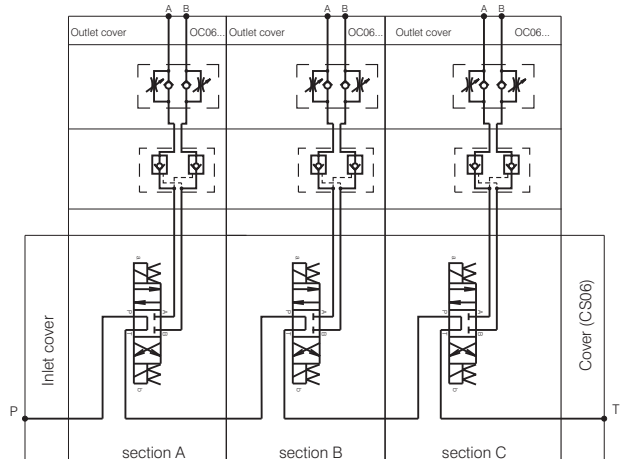 A B A B A B
Outlet cover OC06... Outlet cover OC06... Outlet cover OC06...
a a a
P A P A P A
T B T B T B
b b b
Inlet cover
Cover (CS06)
P T
section A section B section C